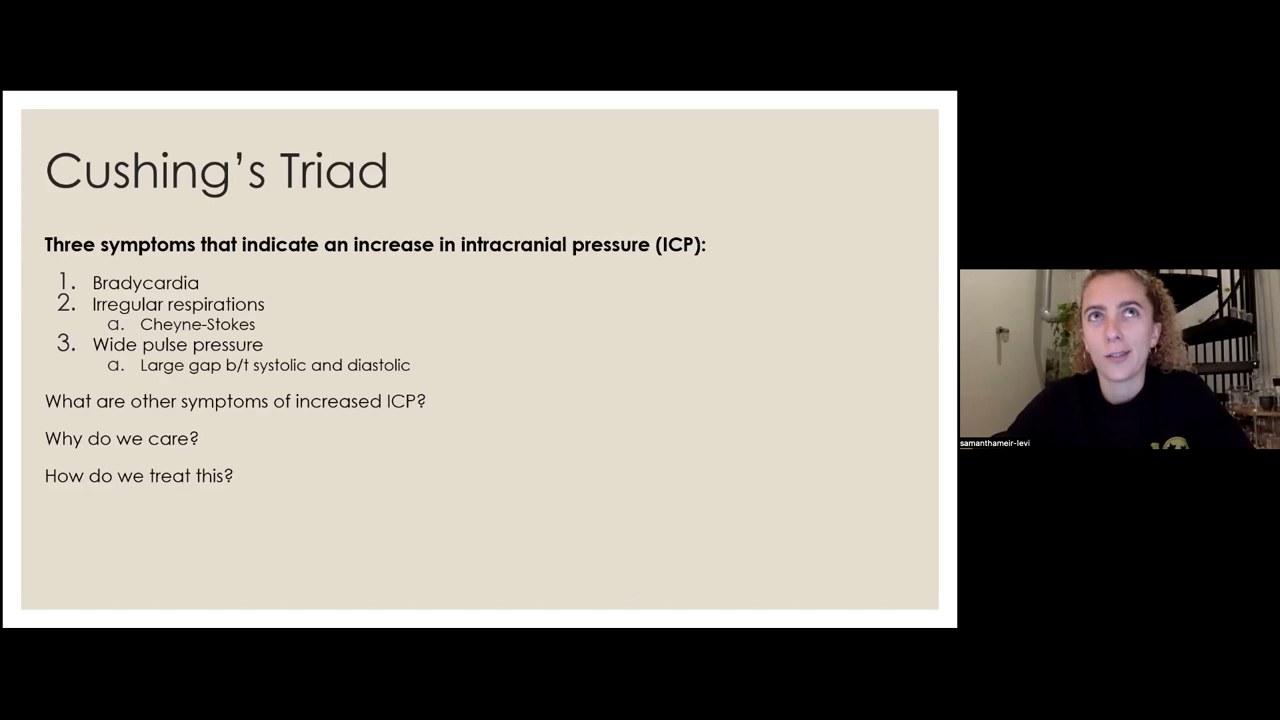 Cushing's Triad
Three symptoms that indicate an increase in intracranial pressure (ICP):
1. Bradycardia
2. Irregular respirations
a. Cheyne-Stokes
3. Wide pulse pressure
a. Large gap b/t systolic and diastolic
What are other symptoms of increased ICP?
Why do we care?
How do we treat this?
samanthameir-levi